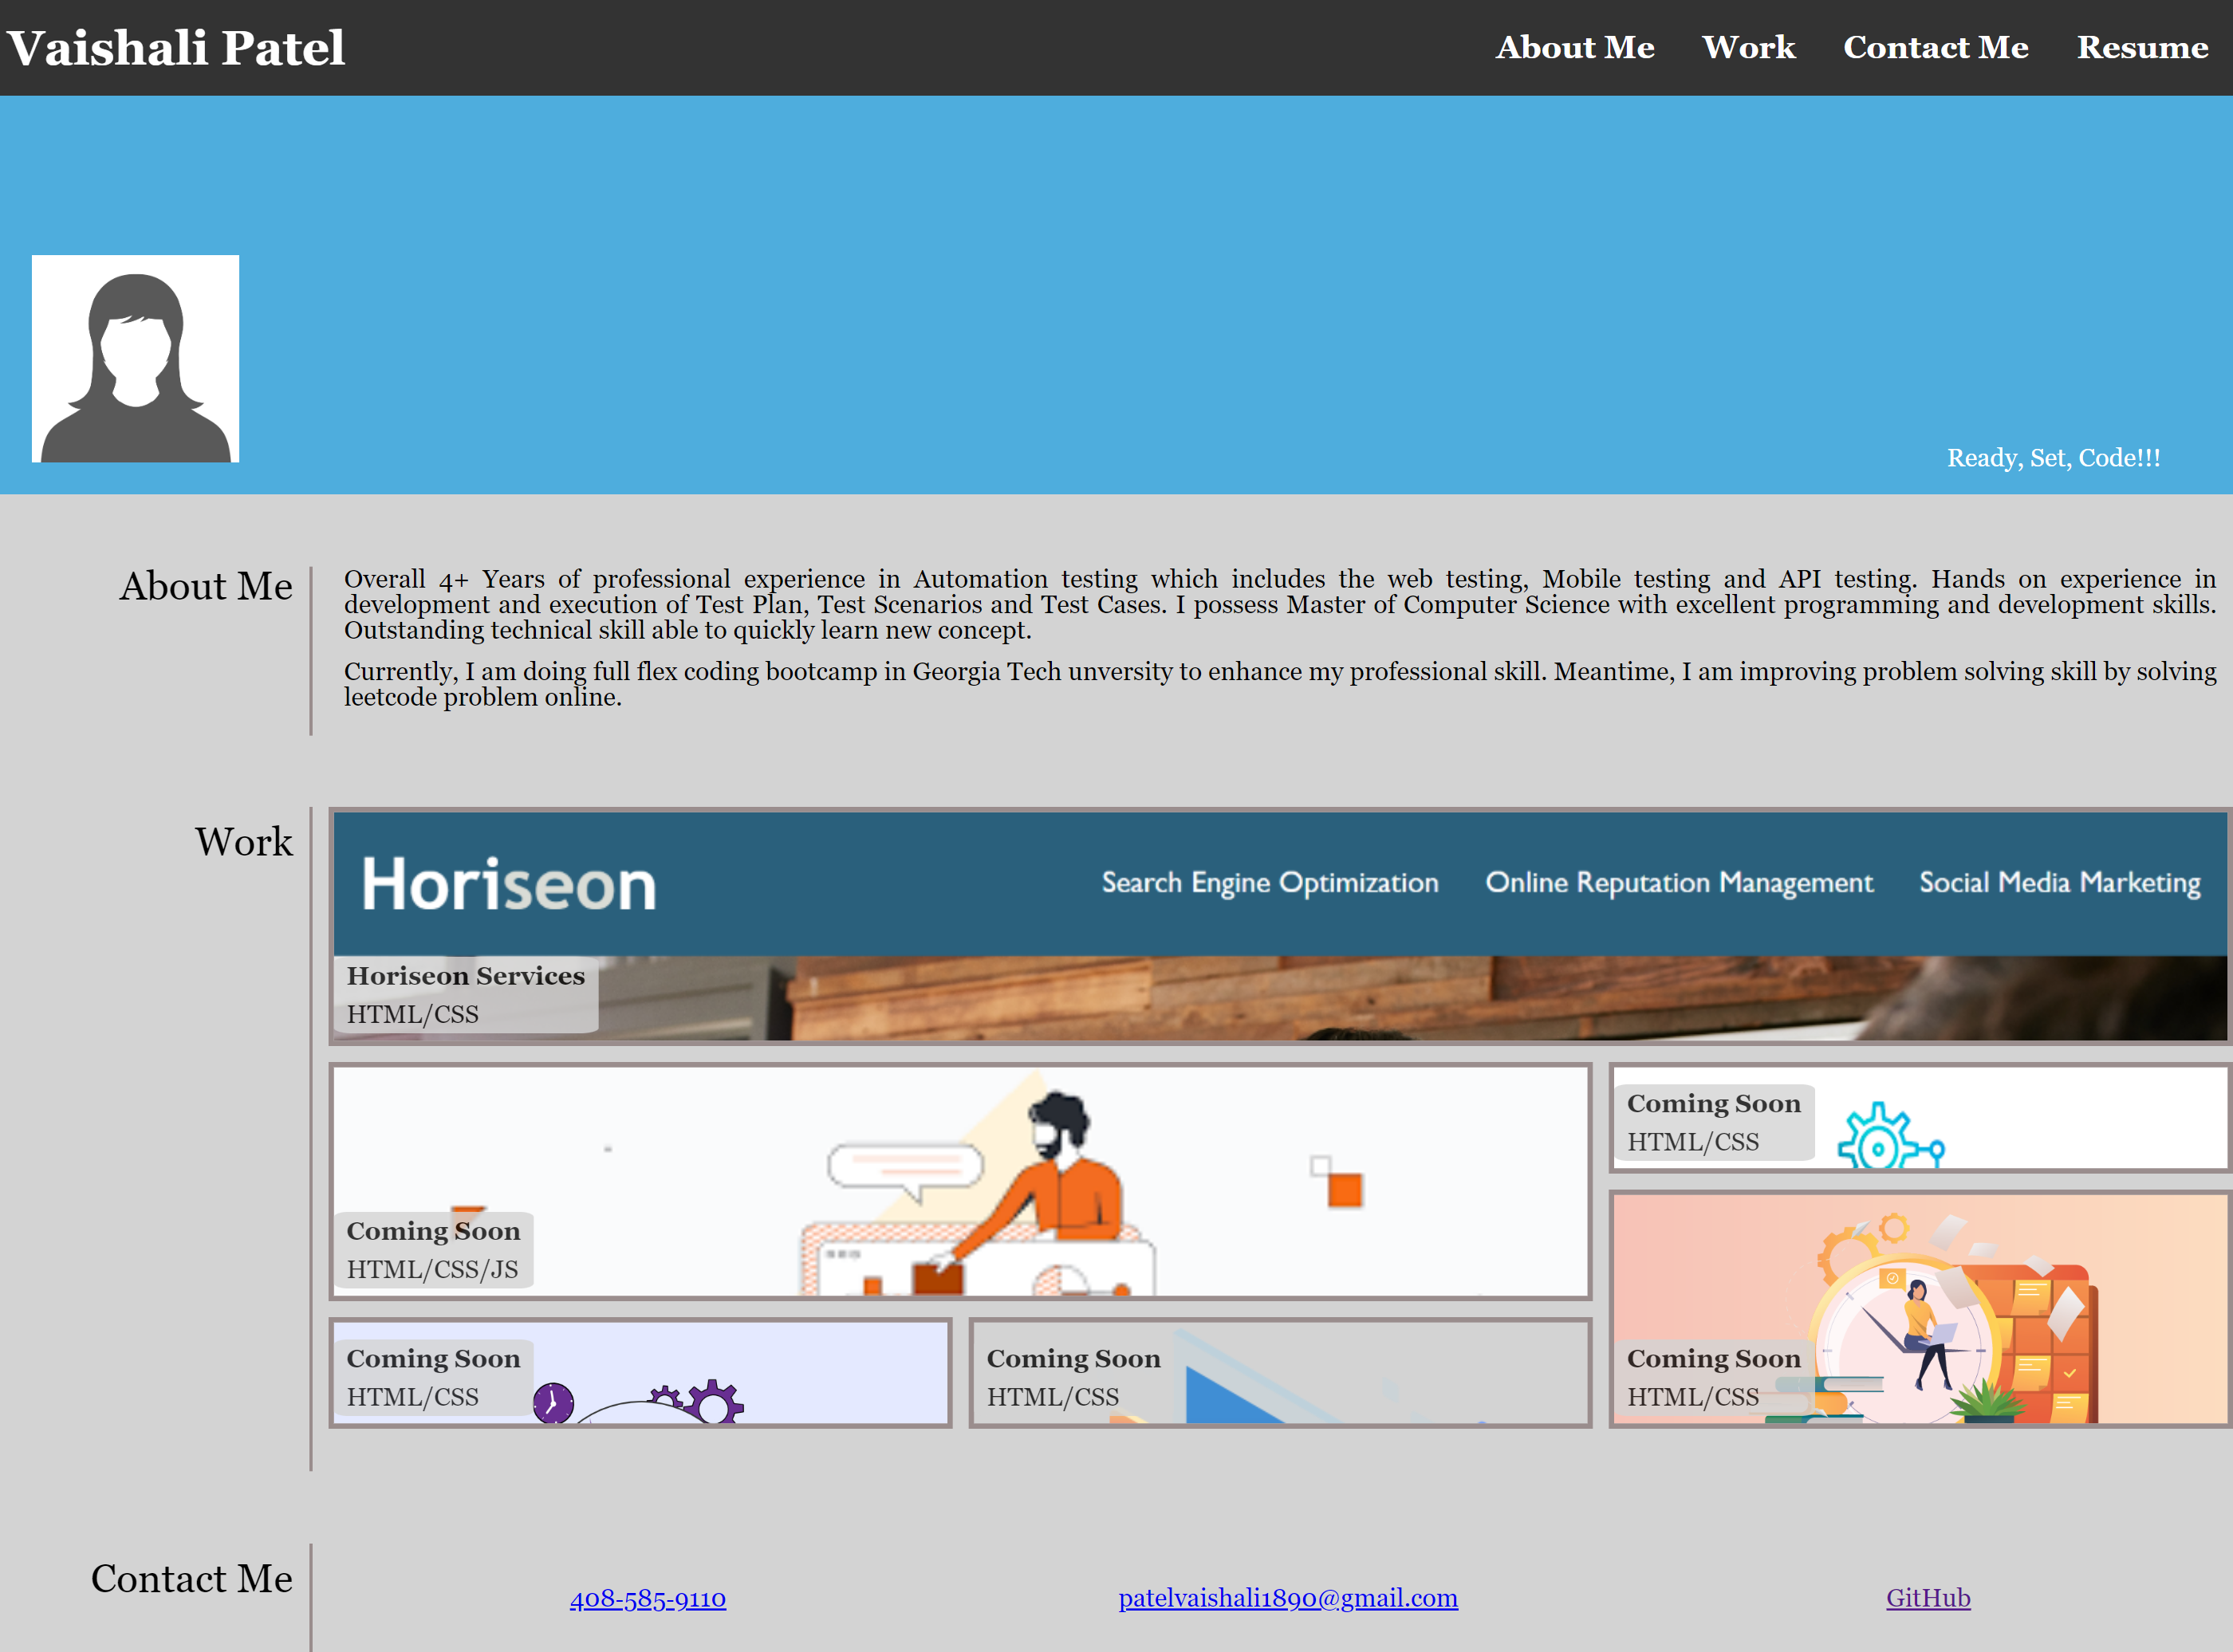 Vaishali Patel
About Me Work Contact Me Resume
Ready, Set, Code!!!
About Me
Overall 4+ Years of professional experience in Automation testing which includes the web testing, Mobile testing and API testing. Hands on experience in
development and execution of Test Plan, Test Scenarios and Test Cases. I possess Master of Computer Science with excellent programming and development skills.
Outstanding technical skill able to quickly learn new concept.
Currently, I am doing full flex coding bootcamp in Georgia Tech unversity to enhance my professional skill. Meantime, I am improving problem solving skill by solving
leetcode problem online.
Work
Horiseon
Search Engine Optimization Online Reputation Management Social Media Marketing
Horiseon Services
HTML/CSS
Coming Soon
HTML/CSS/JS
Coming Soon
HTML/CSS
Coming Soon
HTML/CSS
Coming Soon
HTML/CSS
Coming Soon
HTML/CSS
Contact Me
408-585-9110
patelvaishali1890@gmail.com
GitHub